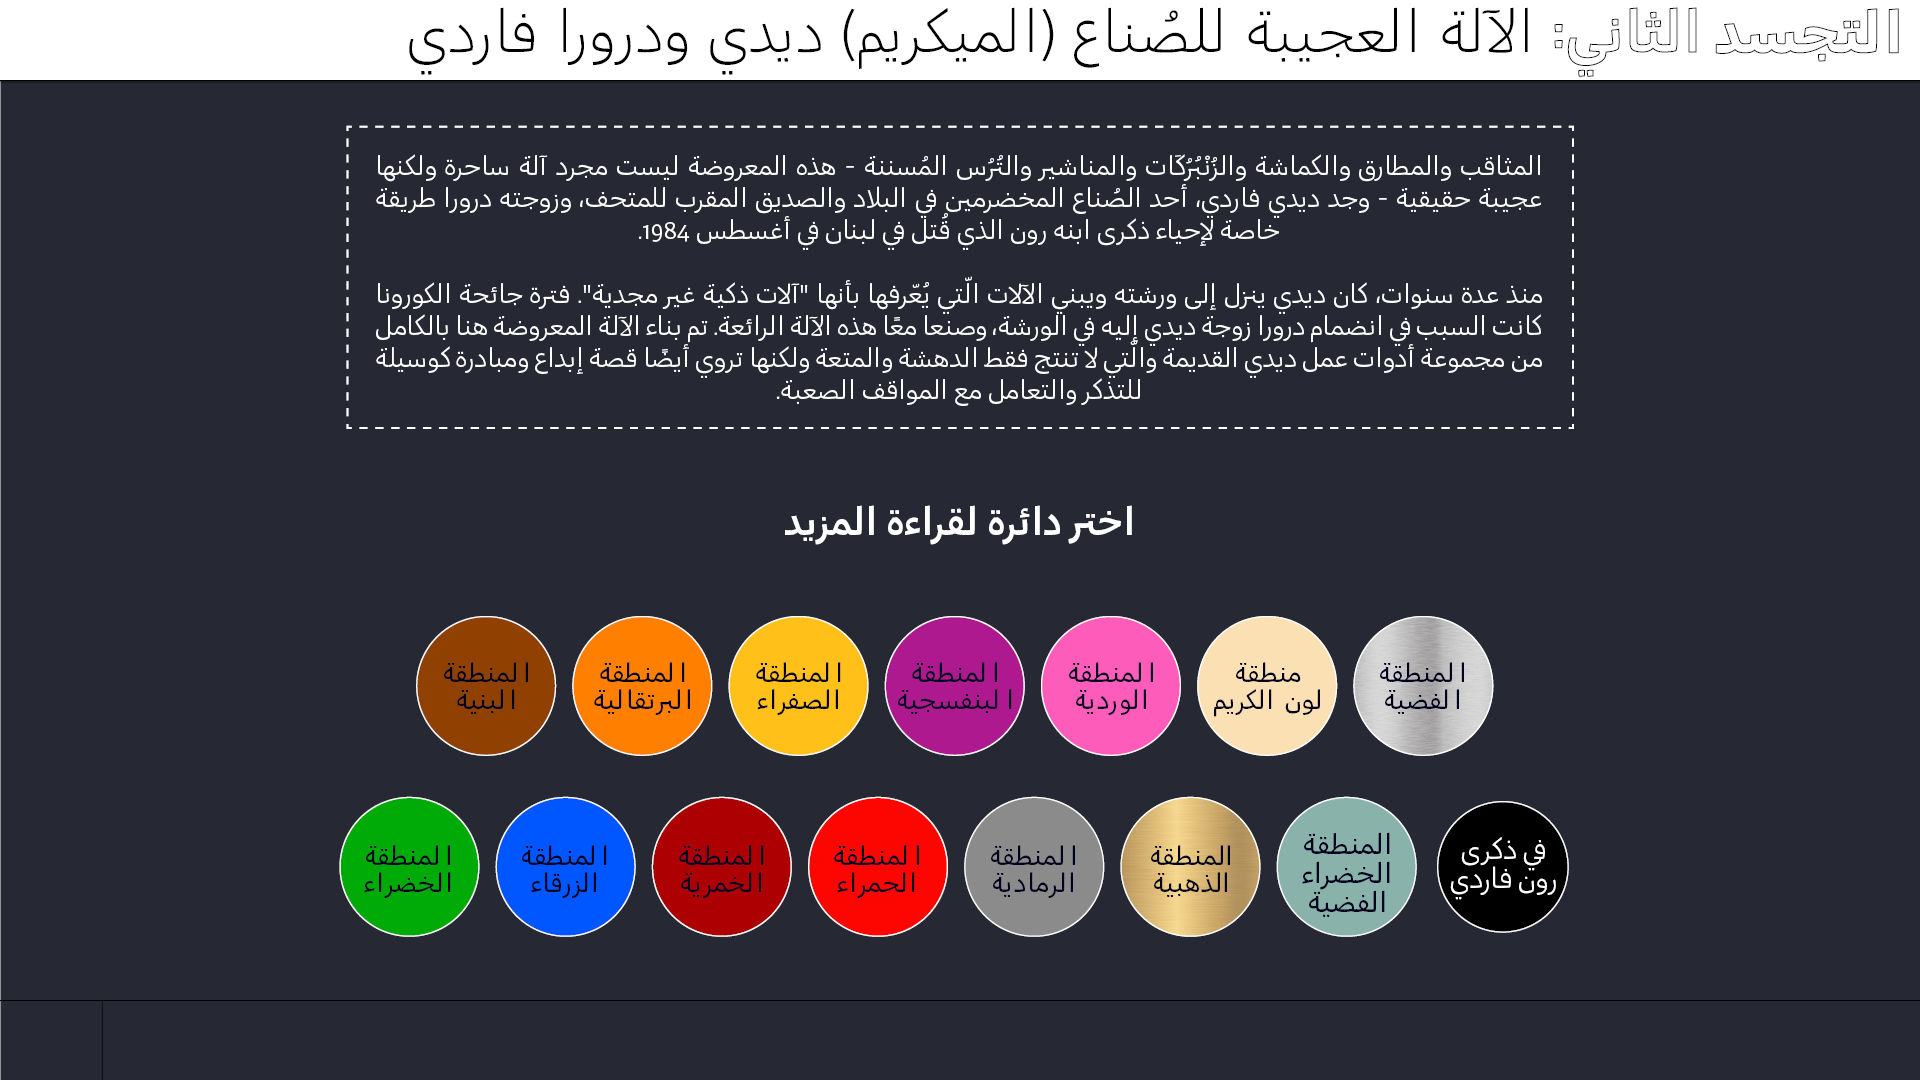 التجسد الثاني: الآلة العجيبة للصُناع (الميكريم) ديدي ودرورا فاردي
المثاقب والمطارق والكماشة والزُنْبُرُكَات والمناشير والتُرُس المُسننة - هذه المعروضة ليست مجرد آلة ساحرة ولكنها
عجيبة حقيقية - وجد ديدي فاردي، أحد الصُناع المخضرمين في البلاد والصديق المقرب للمتحف، وزوجته درورا طريقة
خاصة لإحياء ذكرى ابنه رون الذي قُتل في لبنان في أغسطس 1984.
منذ عدة سنوات، كان ديدي ينزل إلى ورشته ويبني الآلات الّتي يُعّرفها بأنها "آلات ذكية غير مجدية". فترة جائحة الكورونا
كانت السبب في انضمام درورا زوجة ديدي إليه في الورشة، وصنعا معًا هذه الآلة الرائعة. تم بناء الآلة المعروضة هنا بالكامل
من مجموعة أدوات عمل ديدي القديمة والّتي لا تنتج فقط الدهشة والمتعة ولكنها تروي أيضًا قصة إبداع ومبادرة كوسيلة
للتذكر والتعامل مع المواقف الصعبة.
اختر دائرة لقراءة المزيد
المنطقة
الفضية
منطقة
لون الكريم
المنطقة
الوردية
المنطقة
البنفسجية
المنطقة
الصفراء
المنطقة
البرتقالية
المنطقة
البنية
في ذكرى
رون فاردي
المنطقة
الخضراء
الفضية
المنطقة
الذهبية
المنطقة
الرمادية
المنطقة
الحمراء
المنطقة
الخمرية
المنطقة
الزرقاء
المنطقة
الخضراء